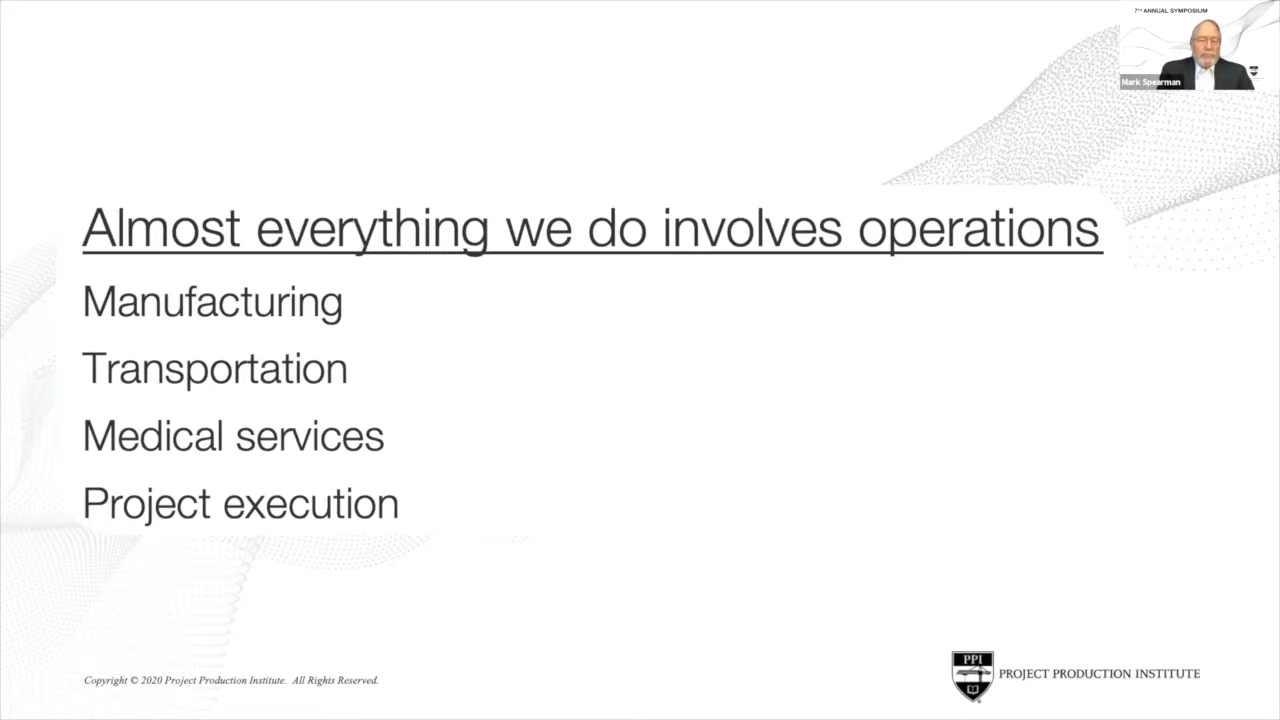 7TH ANNUAL SYMPOSIUM
Mark Spearman
Almost everything we do involves operations
Manufacturing
Transportation
Medical services
Project execution
Copyright © 2020 Project Production Institute. All Rights Reserved.
PPI
PROJECT PRODUCTION INSTITUTE